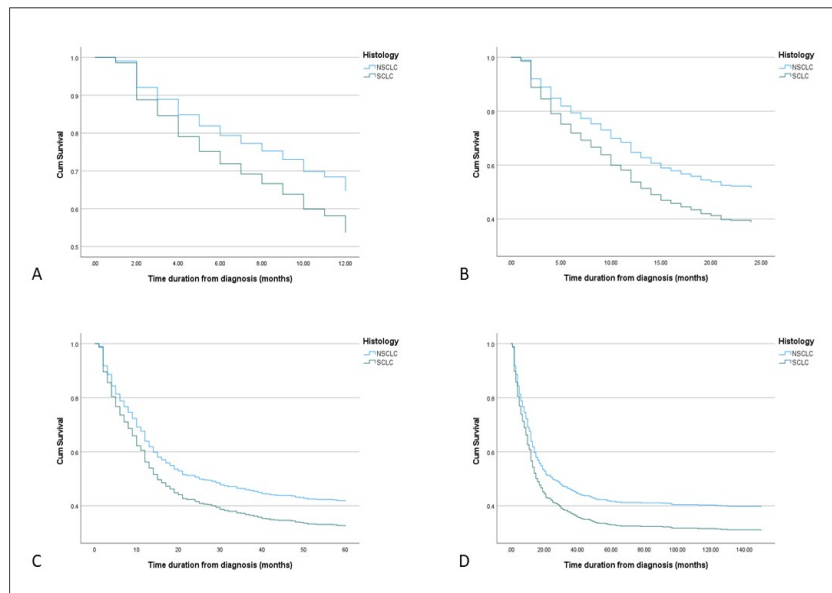 Histology
NSCLC
SCLC
Cum Survival
1.0
0.9
0.8
0.7
0.6
0.5
.00 2.00 4.00 6.00 8.00 10.00 12.00
Time duration from diagnosis (months)
A
Histology
NSCLC
SCLC
Cum Survival
1.0
0.8
0.6
0.4
.00 5.00 10.00 15.00 20.00 25.00
Time duration from diagnosis (months)
B
Histology
NSCLC
SCLC
Cum Survival
1.0
0.8
0.6
0.4
0 10 20 30 40 50 60
Time duration from diagnosis (months)
C
Histology
NSCLC
SCLC
Cum Survival
1.0
0.8
0.6
0.4
.00 20.00 40.00 60.00 80.00 100.00 120.00 140.00
Time duration from diagnosis (months)
D